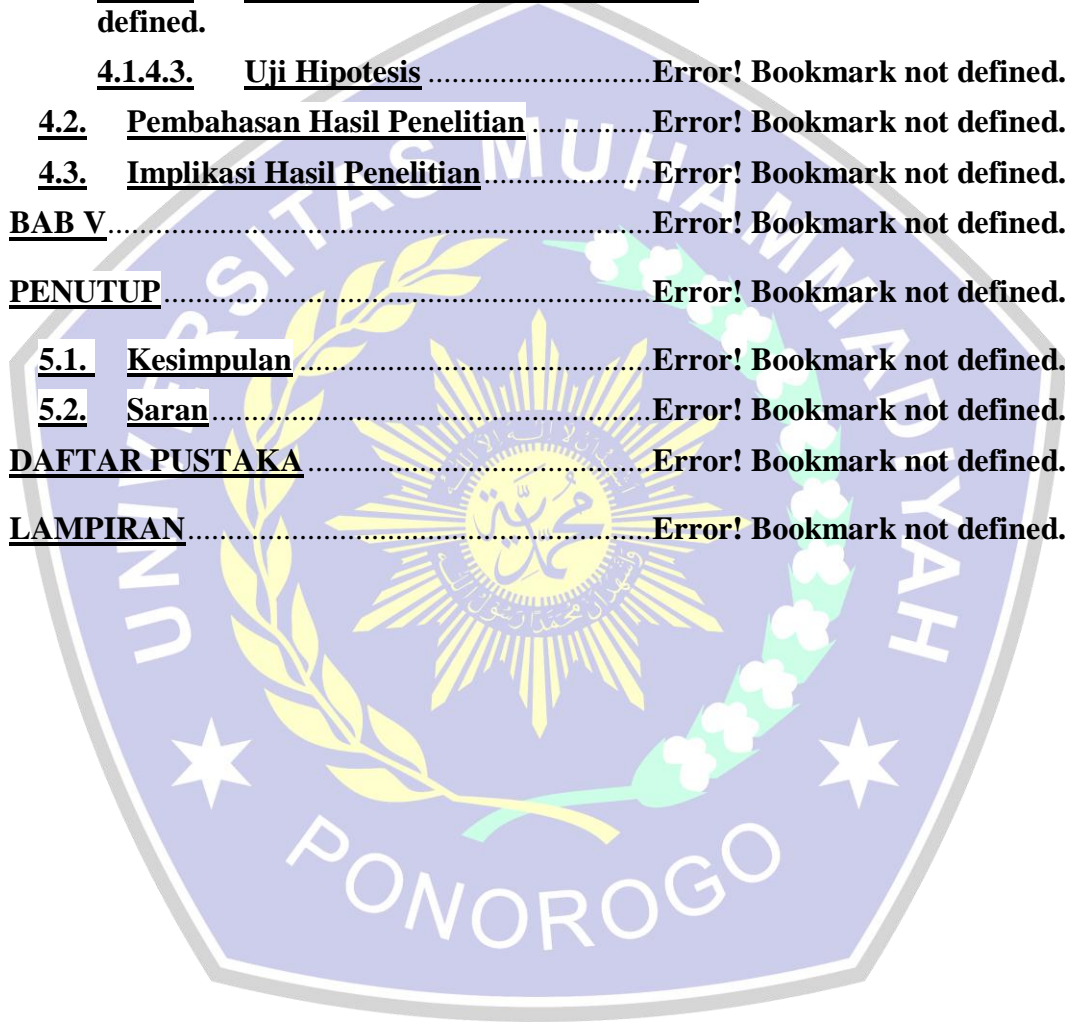 defined.
4.1.4.3. Uji Hipotesis ............................Error! Bookmark not defined.
4.2. Pembahasan Hasil Penelitian ...............Error! Bookmark not defined.
4.3. Implikasi Hasil Penelitian.....................Error! Bookmark not defined.
BAB V........................................................Error! Bookmark not defined.
PENUTUP..................................................Error! Bookmark not defined.
5.1. Kesimpulan ....................................Error! Bookmark not defined.
5.2. Saran.............................................Error! Bookmark not defined.
DAFTAR PUSTAKA ...................................Error! Bookmark not defined.
LAMPIRAN................................................Error! Bookmark not defined.
UNIVERSITAS MUHAMMADIYAH
PONOROGO